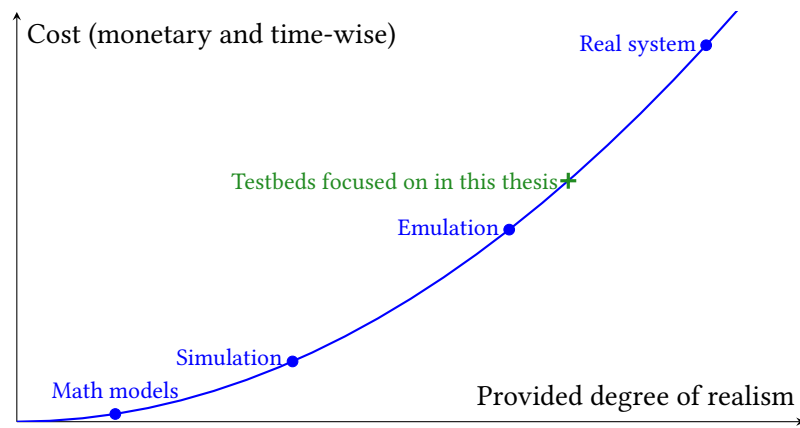 Cost (monetary and time-wise)
Real system
Testbeds focused on in this thesis
Emulation
Simulation
Math models
Provided degree of realism